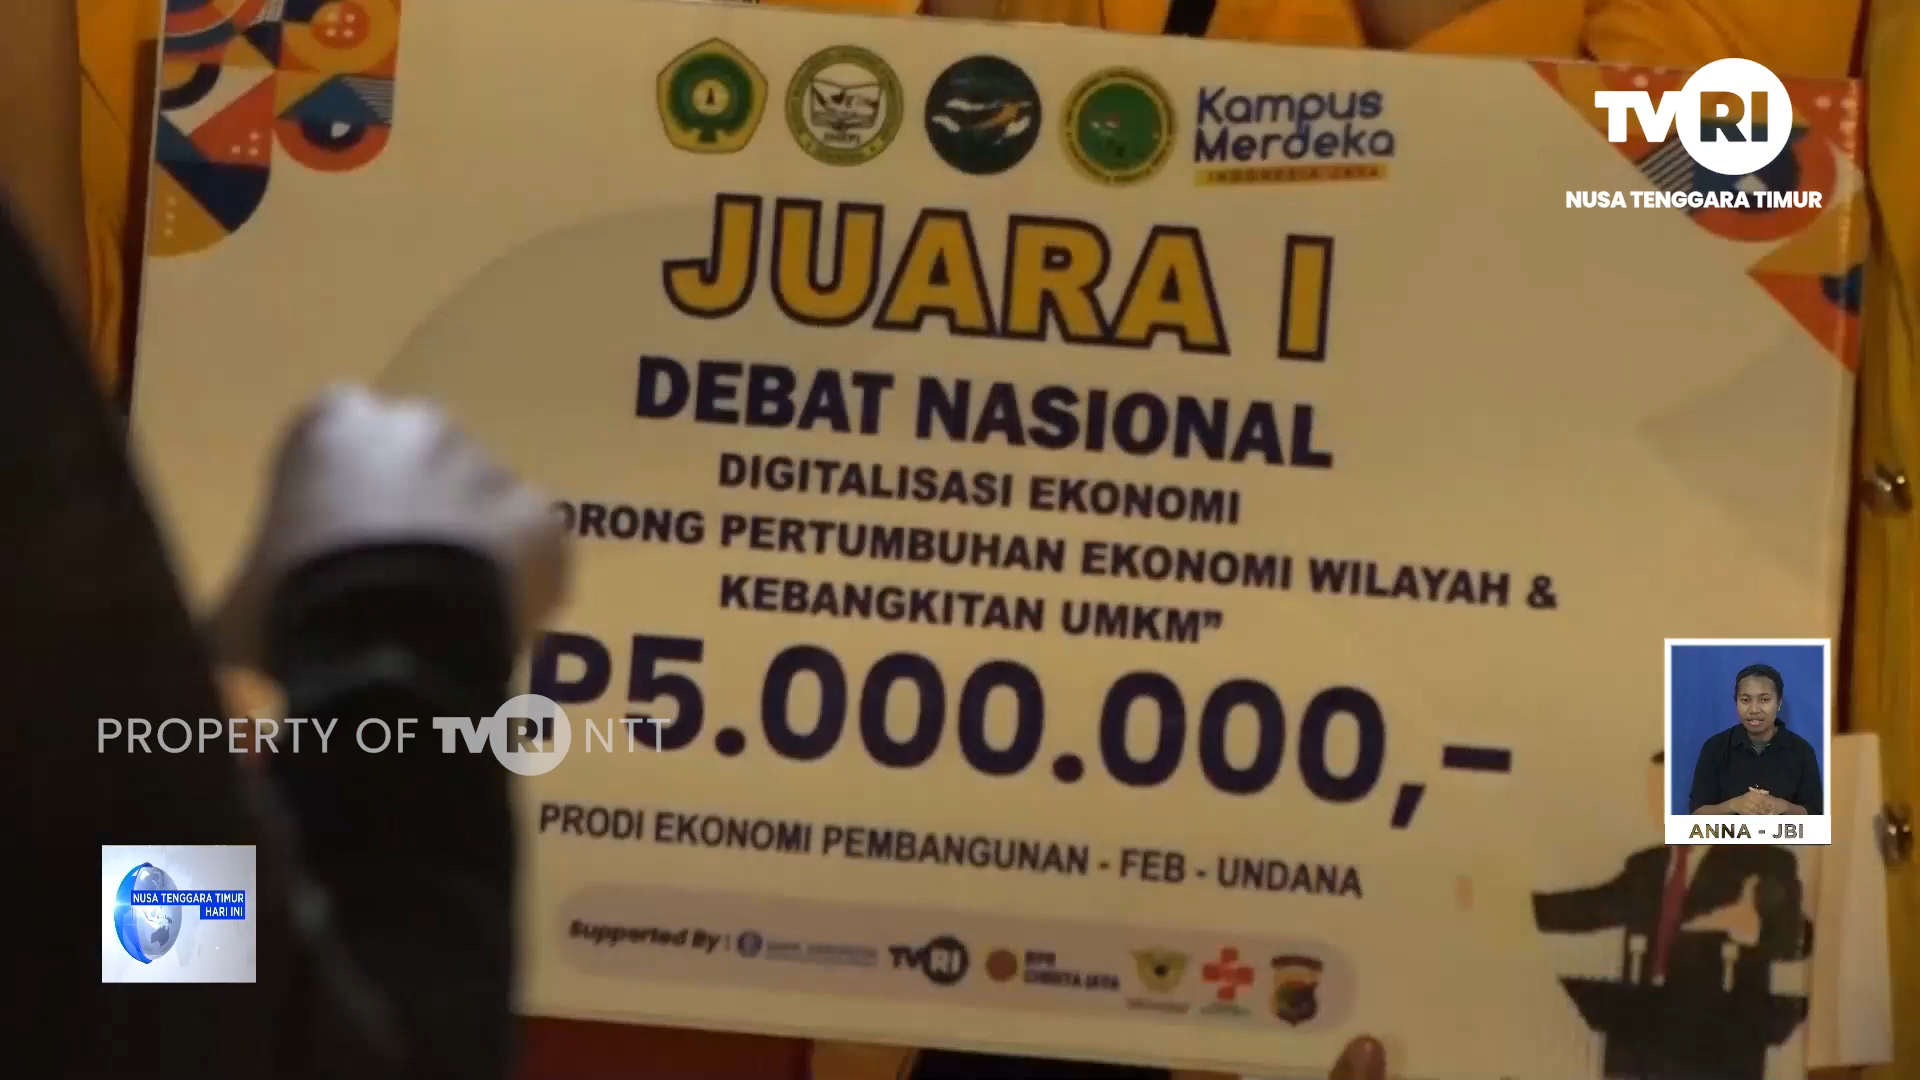 Kampus
Merdeka
INDONESIA JAYA
TVRI
NUSA TENGGARA TIMUR
JUARA I
DEBAT NASIONAL
DIGITALISASI EKONOMI
ORONG PERTUMBUHAN EKONOMI WILAYAH &
KEBANGKITAN UMKM”
P5.000.000,-
PROPERTY OF TVRI NTT
PRODI EKONOMI PEMBANGUNAN - FEB - UNDANA
ANNA - JBI
NUSA TENGGARA TIMUR
HARI INI
Supported By : TVRI